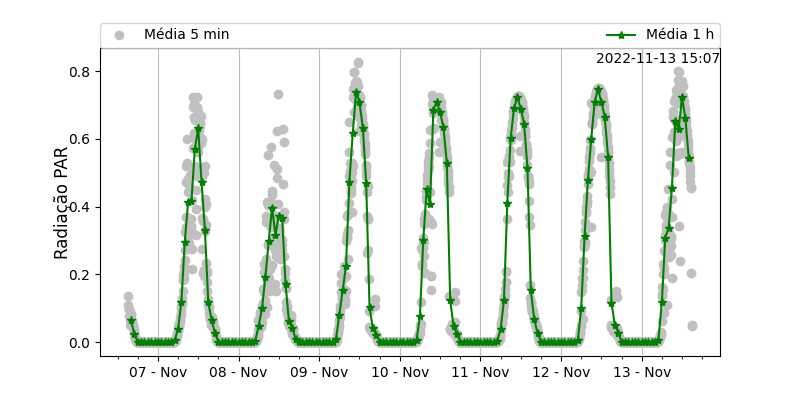 Média 5 min
Média 1 h
2022-11-13 15:07
Radiação PAR
0.8
0.6
0.4
0.2
0.0
07 - Nov
08 - Nov
09 - Nov
10 - Nov
11 - Nov
12 - Nov
13 - Nov